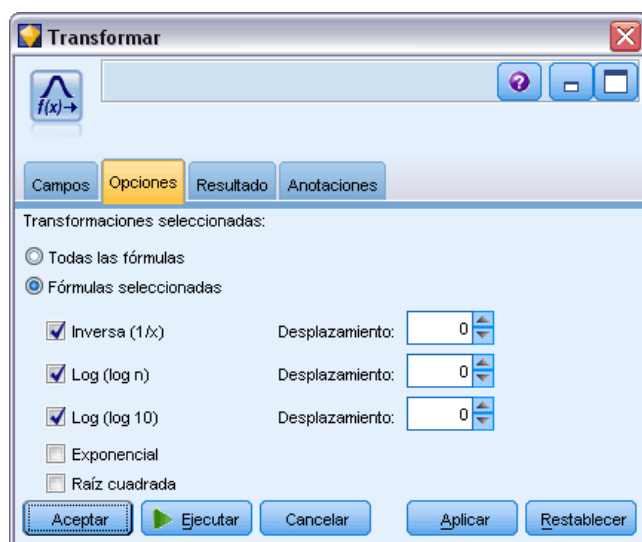 Transformar
f(x)→
?
Campos Opciones Resultado Anotaciones
Transformaciones seleccionadas:
Todas las fórmulas
Fórmulas seleccionadas
Inversa (1/x) Desplazamiento: 0
Log (log n) Desplazamiento: 0
Log (log 10) Desplazamiento: 0
Exponencial
Raíz cuadrada
Aceptar Ejecutar Cancelar Aplicar Restablecer